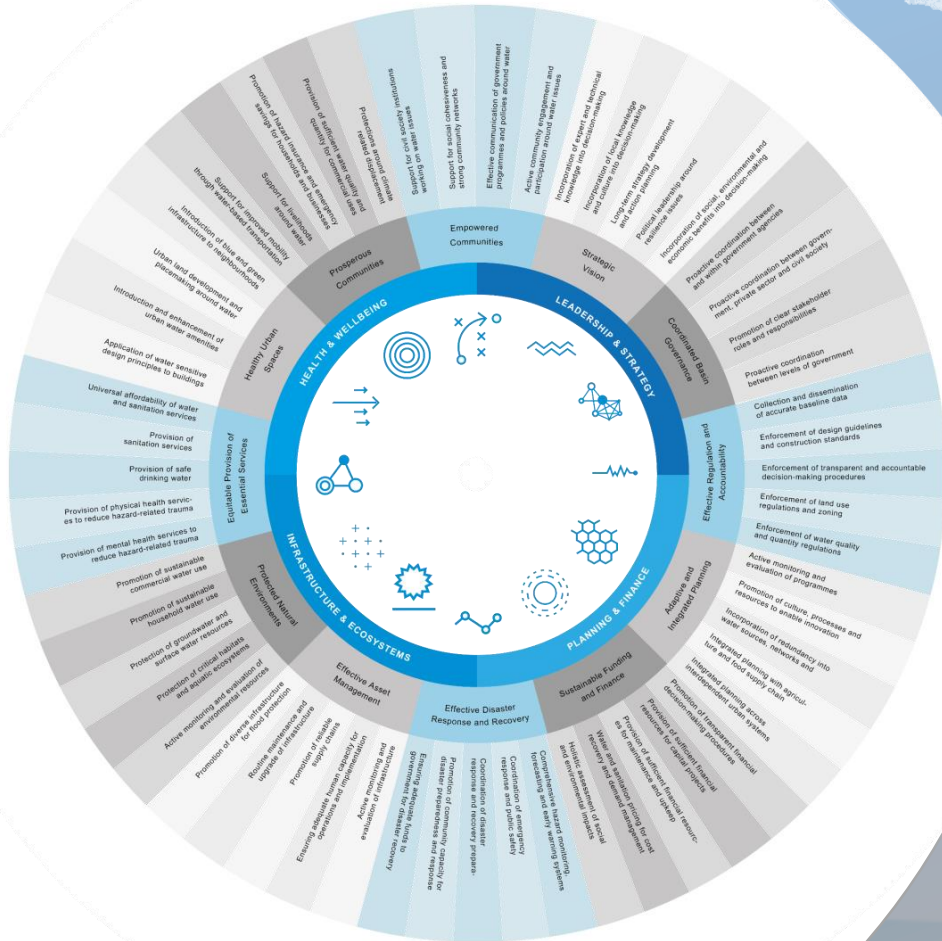 HEALTH & WELLBEING
LEADERSHIP & STRATEGY
PLANNING & FINANCE
INFRASTRUCTURE & ECOSYSTEMS
Empowered
Communities
Support for civil society institutions
working on water issues
Support for social cohesiveness and
strong community networks
Effective communication of government
programmes and policies around water
Active community engagement and
participation around water issues
Strategic
Vision
Incorporation of expert and technical
knowledge into decision-making
Incorporation of local knowledge
and culture into decision-making
Long-term strategy development
and action planning
Political leadership around
resilience issues
Incorporation of social, environmental and
economic benefits into decision-making
Coordinated Basin
Governance
Proactive coordination between
and within government agencies
Proactive coordination between govern-
ment, private sector and civil society
Promotion of clear stakeholder
roles and responsibilities
Proactive coordination
between levels of government
Effective Regulation and
Accountability
Collection and dissemination
of accurate baseline data
Enforcement of design guidelines
and construction standards
Enforcement of transparent and accountable
decision-making procedures
Enforcement of land use
regulations and zoning
Enforcement of water quality
and quantity regulations
Adaptive and
Integrated Planning
Active monitoring and
evaluation of programmes
Promotion of culture, processes and
resources to enable innovation
Incorporation of redundancy into
water sources, networks and
Integrated planning with agricul-
ture and food supply chain
Integrated planning across
interdependent urban systems
Sustainable Funding
and Finance
Promotion of transparent financial
decision-making procedures
Provision of sufficient financial
resources for capital projects
Provision of sufficient financial resourc-
es for maintenance and upkeep
Water and sanitation pricing for cost
recovery and demand management
Holistic assessment of social
and environmental impacts
Effective Disaster
Response and Recovery
Comprehensive hazard monitoring,
forecasting and early warning systems
Coordination of emergency
response and public safety
Coordination of disaster
response and recovery prepara-
Promotion of community capacity for
disaster preparedness and response
Ensuring adequate funds to
government for disaster recovery
Effective Asset
Management
Active monitoring and
evaluation of infrastructure
Ensuring adequate human capacity for
operations and implementation
Promotion of reliable
supply chains
Routine maintenance and
upgrade of infrastructure
Promotion of diverse infrastructure
for flood protection
Protected Natural
Environments
Active monitoring and evaluation of
environmental resources
Protection of critical habitats
and aquatic ecosystems
Protection of groundwater and
surface water resources
Promotion of sustainable
household water use
Promotion of sustainable
commercial water use
Equitable Provision of
Essential Services
Provision of mental health services to
reduce hazard-related trauma
Provision of physical health servic-
es to reduce hazard-related trauma
Provision of safe
drinking water
Provision of
sanitation services
Universal affordability of water
and sanitation services
Healthy Urban
Spaces
Application of water sensitive
design principles to buildings
Introduction and enhancement of
urban water amenities
Urban land development and
placemaking around water
Introduction of blue and green
infrastructure to neighbourhoods
Support for improved mobility
through water-based transportation
Prosperous
Communities
Support for livelihoods
around water
Promotion of hazard insurance and emergency
savings for households and businesses
Provision of sufficient water quality and
quantity for commercial uses
Protections around climate
related displacement